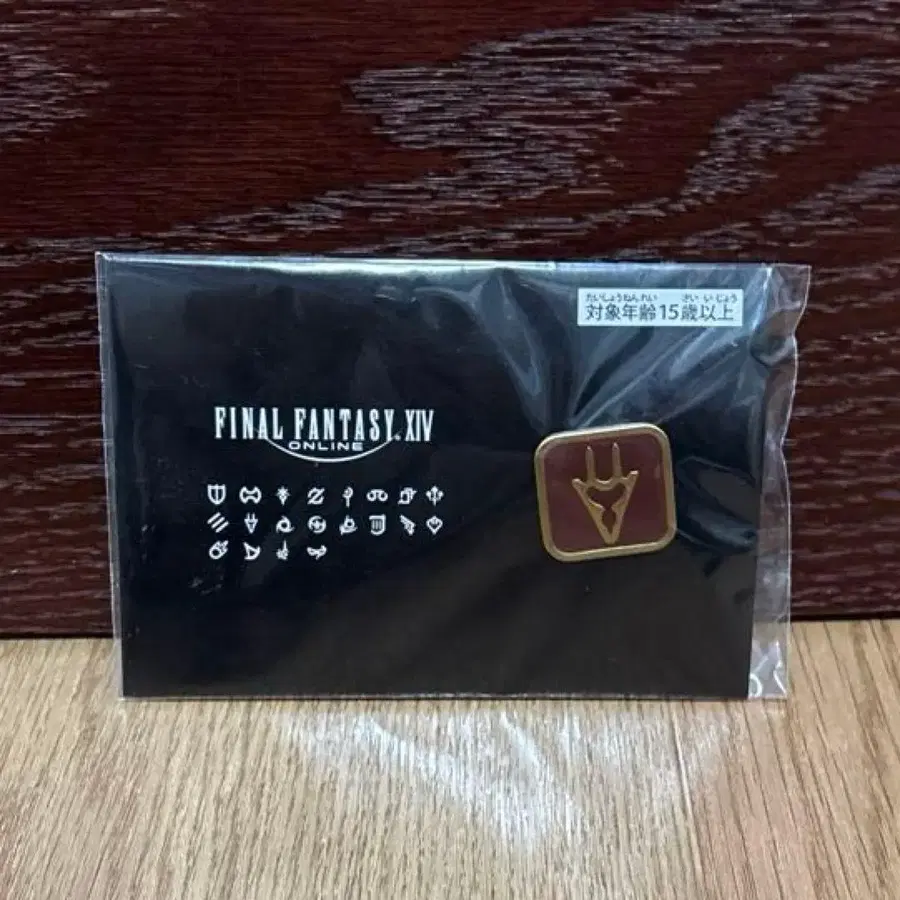 たいしょうねんれい さい い じょう
対象年齢15歳以上
FINAL FANTASY XIV
ONLINE